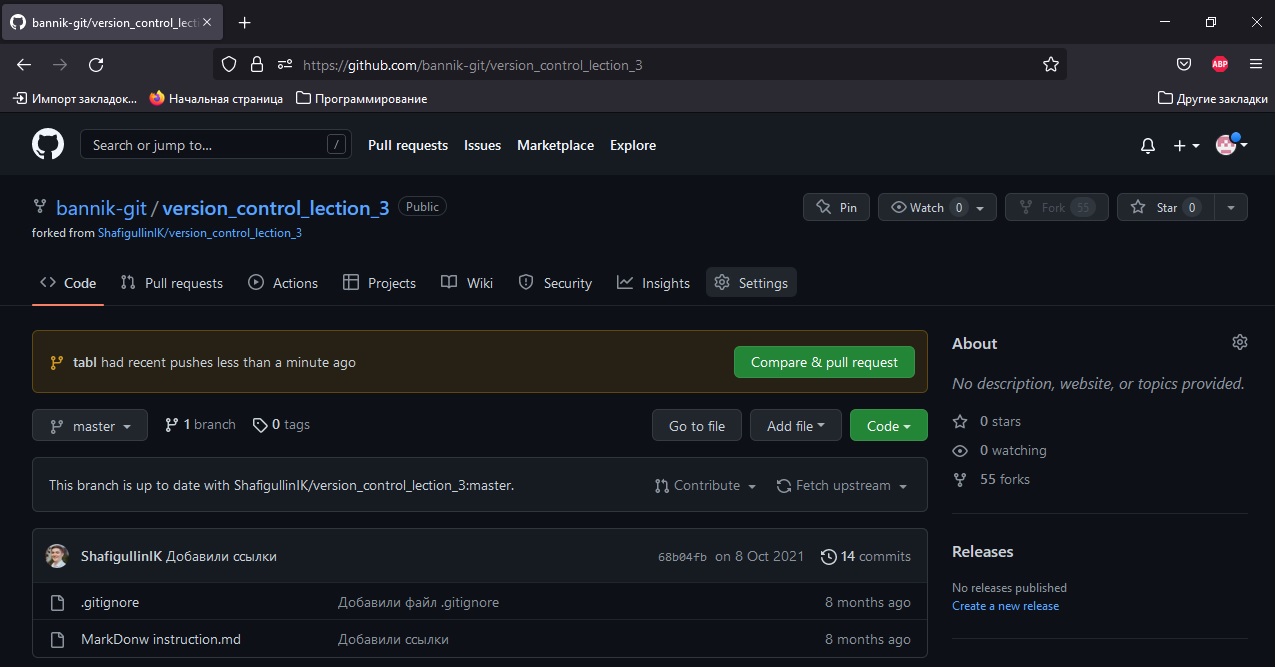 bannik-git/version_control_lecti
https://github.com/bannik-git/version_control_lection_3
ABP
Импорт закладок... Начальная страница Программирование Другие закладки
Search or jump to... / Pull requests Issues Marketplace Explore
bannik-git / version_control_lection_3 Public Pin Watch 0 Fork 55 Star 0
forked from ShafigullinIK/version_control_lection_3
Code Pull requests Actions Projects Wiki Security Insights Settings
tabl had recent pushes less than a minute ago Compare & pull request
master 1 branch 0 tags Go to file Add file Code
This branch is up to date with ShafigullinIK/version_control_lection_3:master. Contribute Fetch upstream
ShafigullinIK Добавили ссылки 68b04fb on 8 Oct 2021 14 commits
.gitignore Добавили файл .gitignore 8 months ago
MarkDonw instruction.md Добавили ссылки 8 months ago
About
No description, website, or topics provided.
0 stars
0 watching
55 forks
Releases
No releases published
Create a new release